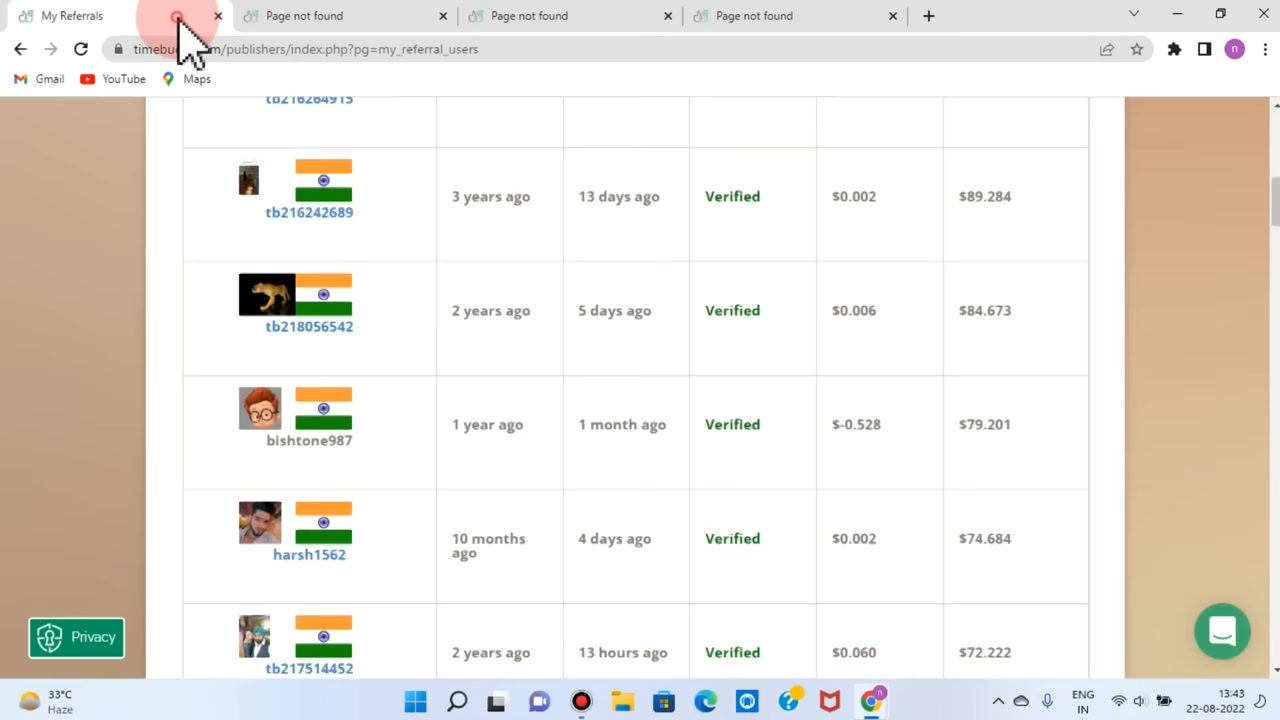 My Referrals
Page not found
Page not found
Page not found
/publishers/index.php?pg=my_referral_users
Gmail YouTube Maps
n
tb216264915
3 years ago 13 days ago Verified $0.002 $89.284
tb216242689
2 years ago 5 days ago Verified $0.006 $84.673
tb218056542
1 year ago 1 month ago Verified $-0.528 $79.201
bishtone987
10 months ago 4 days ago Verified $0.002 $74.684
harsh1562
2 years ago 13 hours ago Verified $0.060 $72.222
tb217514452
Privacy
33°C
Haze
ENG
IN
13:43
22-08-2022